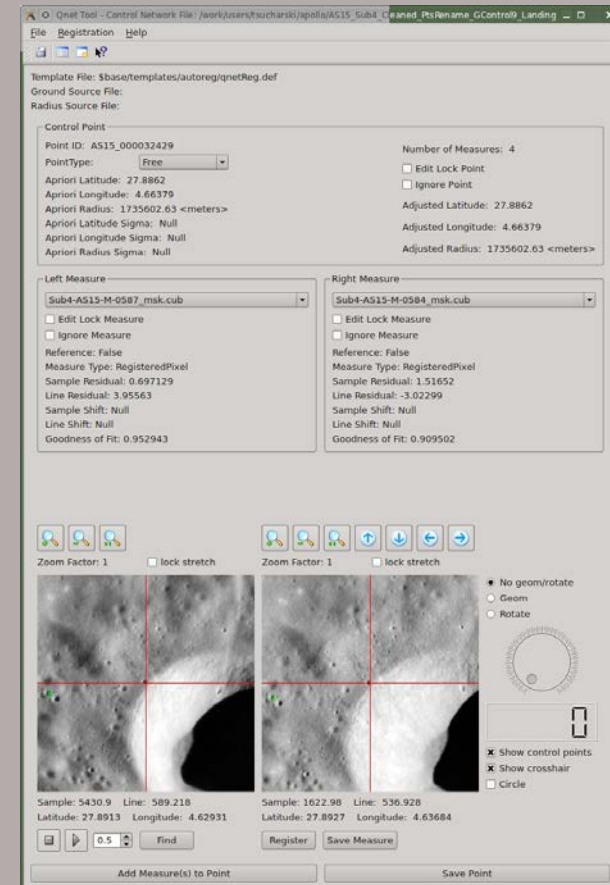 Qnet Tool - Control Network File: /work/users/tsucharski/apollo/AS15_Sub4_Cleaned_PtsRename_GControl9_Landing
File Registration Help
Template File: $base/templates/autoreg/qnetReg.def
Ground Source File:
Radius Source File:
Control Point
Point ID: AS15_000032429
PointType: Free
Apriori Latitude: 27.8862
Apriori Longitude: 4.66379
Apriori Radius: 1735602.63 <meters>
Apriori Latitude Sigma: Null
Apriori Longitude Sigma: Null
Apriori Radius Sigma: Null
Number of Measures: 4
Edit Lock Point
Ignore Point
Adjusted Latitude: 27.8862
Adjusted Longitude: 4.66379
Adjusted Radius: 1735602.63 <meters>
Left Measure
Sub4-AS15-M-0587_msk.cub
Edit Lock Measure
Ignore Measure
Reference: False
Measure Type: RegisteredPixel
Sample Residual: 0.697129
Line Residual: 3.95563
Sample Shift: Null
Line Shift: Null
Goodness of Fit: 0.952943
Right Measure
Sub4-AS15-M-0584_msk.cub
Edit Lock Measure
Ignore Measure
Reference: False
Measure Type: RegisteredPixel
Sample Residual: 1.51652
Line Residual: -3.02299
Sample Shift: Null
Line Shift: Null
Goodness of Fit: 0.909502
Zoom Factor: 1 lock stretch
Zoom Factor: 1 lock stretch
No geom/rotate
Geom
Rotate
0
Show control points
Show crosshair
Circle
Sample: 5430.9 Line: 589.218
Latitude: 27.8913 Longitude: 4.62931
0.5 Find
Sample: 1622.98 Line: 536.928
Latitude: 27.8927 Longitude: 4.63684
Register Save Measure
Add Measure(s) to Point
Save Point